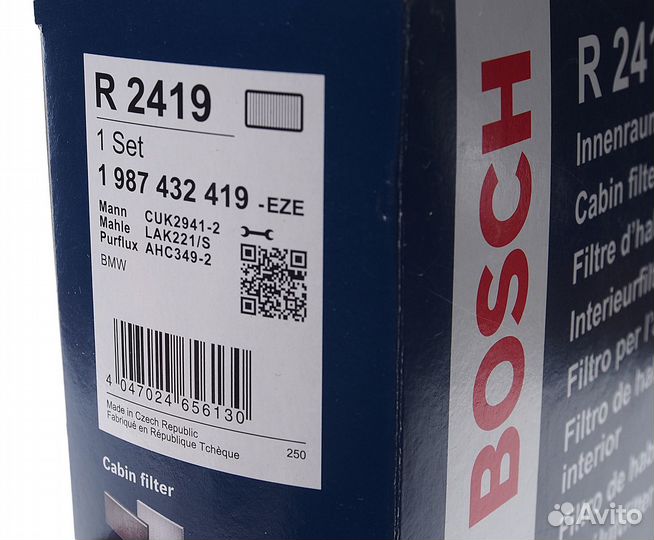 R 2419
1 Set
1 987 432 419 -EZE
Mann CUK2941-2
Mahle LAK221/S
Purflux AHC349-2
BMW
4 047024 656130
Made in Czech Republic
Fabriqué en République Tchèque
250
Cabin filter
BOSCH
R 241
Innenraum
Cabin filte
Filtre d'ha
Interieurfilt
Filtro per l'a
Filtro de ha
interior
Filtro de
Avito